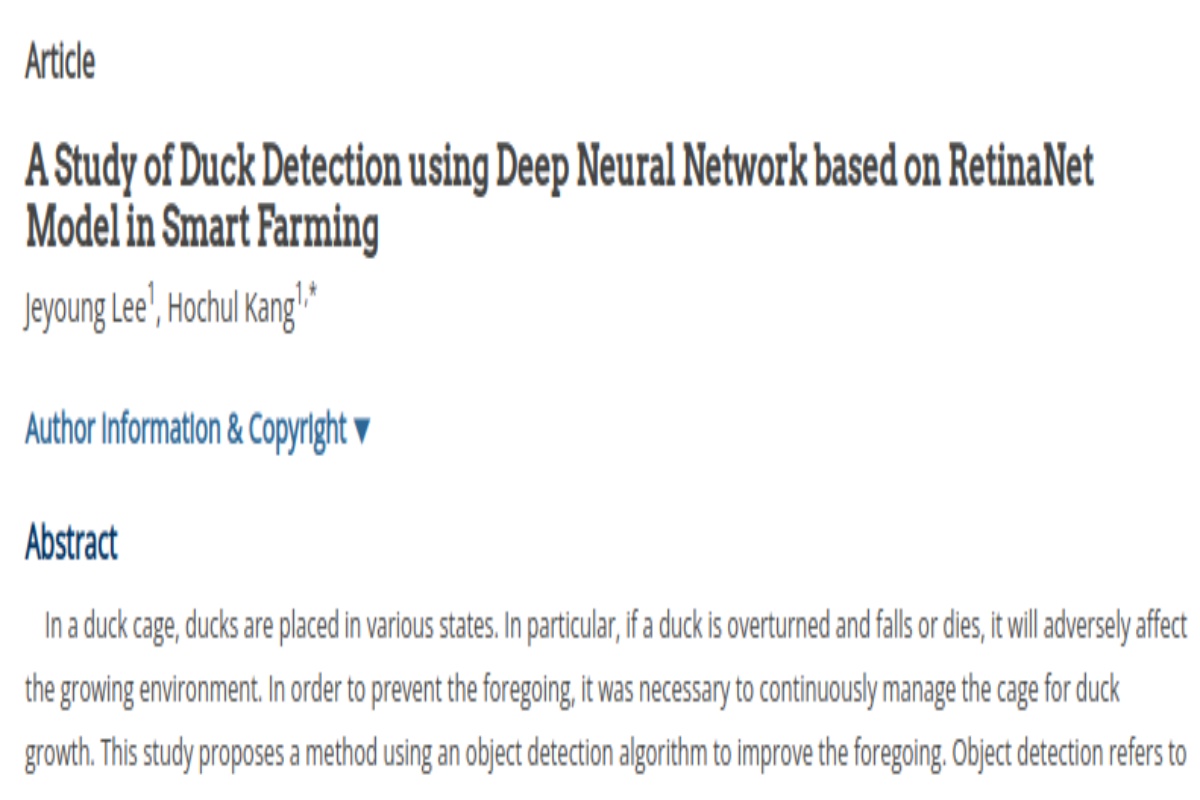 Article
A Study of Duck Detection using Deep Neural Network based on RetinaNet
Model in Smart Farming
Jeyoung Lee1, Hochul Kang1,*
Author Information & Copyright ▼
Abstract
In a duck cage, ducks are placed in various states. In particular, if a duck is overturned and falls or dies, it will adversely affect
the growing environment. In order to prevent the foregoing, it was necessary to continuously manage the cage for duck
growth. This study proposes a method using an object detection algorithm to improve the foregoing. Object detection refers to